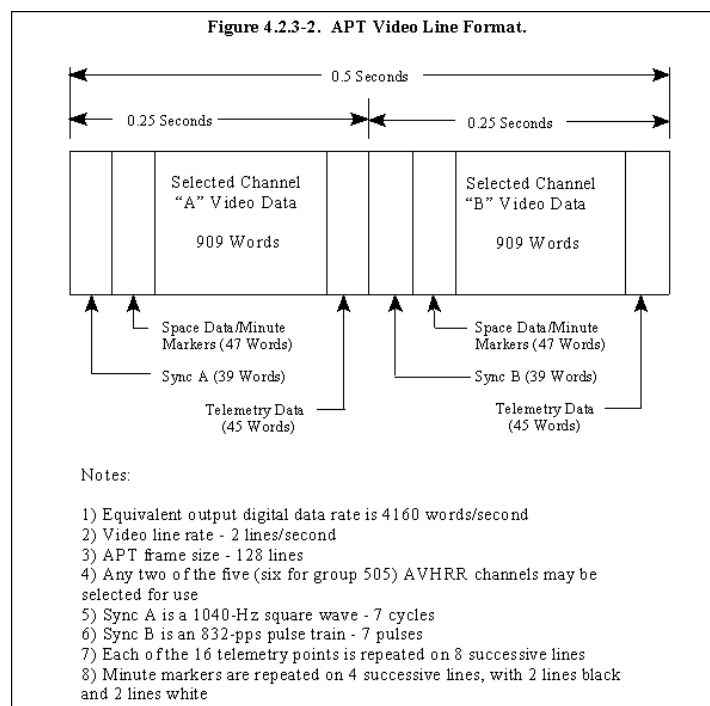 Figure 4.2.3-2.  APT Video Line Format.
0.5 Seconds
0.25 Seconds
0.25 Seconds
Selected Channel
“A” Video Data
909 Words
Selected Channel
“B” Video Data
909 Words
Space Data/Minute
Markers (47 Words)
Sync A (39 Words)
Telemetry Data
(45 Words)
Space Data/Minute
Markers (47 Words)
Sync B (39 Words)
Telemetry Data
(45 Words)
Notes:
1) Equivalent output digital data rate is 4160 words/second
2) Video line rate - 2 lines/second
3) APT frame size - 128 lines
4) Any two of the five (six for group 505) AVHRR channels may be
selected for use
5) Sync A is a 1040-Hz square wave - 7 cycles
6) Sync B is an 832-pps pulse train - 7 pulses
7) Each of the 16 telemetry points is repeated on 8 successive lines
8) Minute markers are repeated on 4 successive lines, with 2 lines black
and 2 lines white